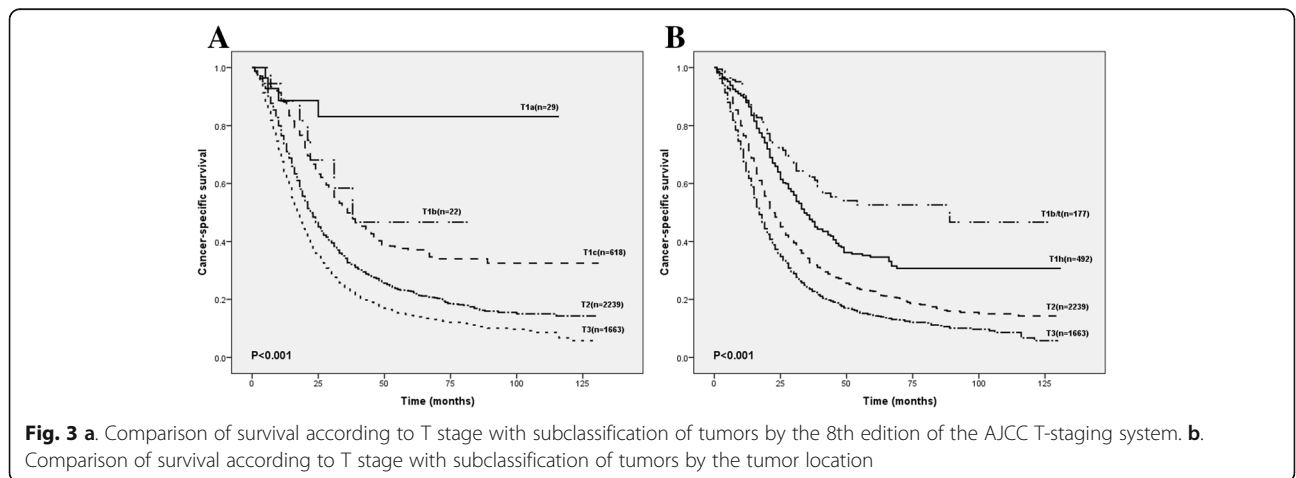 A
B
Cancer-specific survival
1.0
0.8
0.6
0.4
0.2
0.0
T1a(n=29)
T1b(n=22)
T1c(n=618)
T2(n=2239)
T3(n=1663)
P<0.001
0 25 50 75 100 125
Time (months)
Cancer-specific survival
1.0
0.8
0.6
0.4
0.2
0.0
T1b/t(n=177)
T1h(n=492)
T2(n=2239)
T3(n=1663)
P<0.001
0 25 50 75 100 125
Time (months)
Fig. 3 a. Comparison of survival according to T stage with subclassification of tumors by the 8th edition of the AJCC T-staging system. b.
Comparison of survival according to T stage with subclassification of tumors by the tumor location